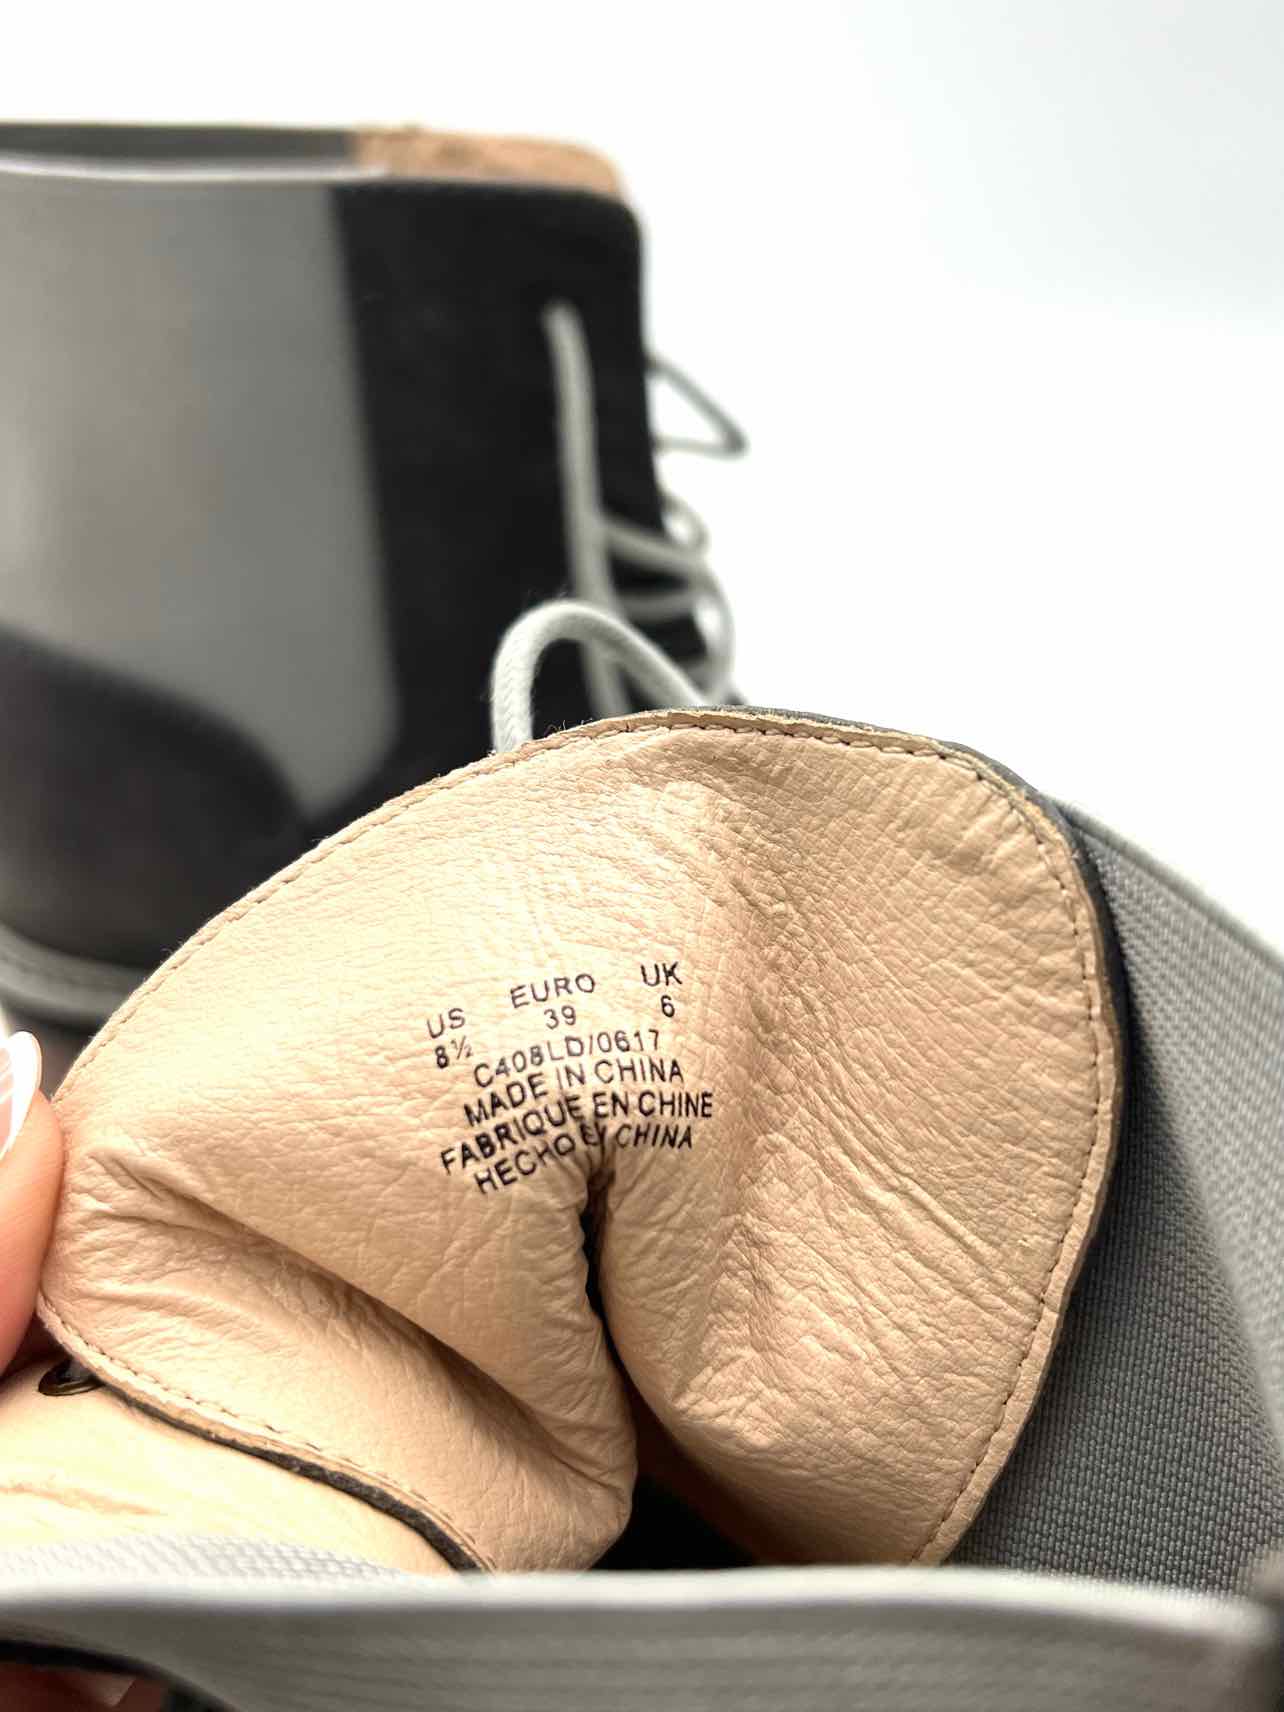 US EURO UK
8½ 39 6
C408LD/0617
MADE IN CHINA
FABRIQUE EN CHINE
HECHO EN CHINA